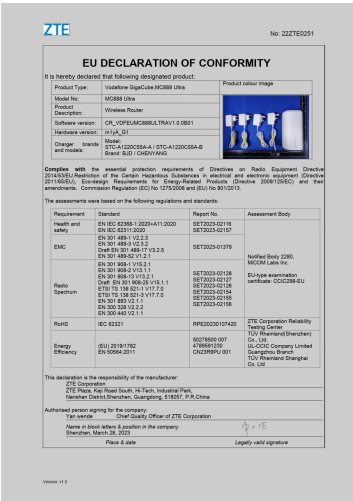 ZTE
No: 22ZTE0251
EU DECLARATION OF CONFORMITY
It is hereby declared that following designated product:
Product Type: Vodafone GigaCube,MC888 Ultra
Product colour image
Model No: MC888 Ultra
Product Description: Wireless Router
Software version: CR_VDFEUMC888ULTRAV1.0.0B01
Hardware version: m1yA_G1
Charger brands and models:
Model:
STC-A1220C55A-A / STC-A1220C55A-B
Brand: BJD / CHENYANG
Complies with the essential protection requirements of Directives on Radio Equipment Directive
2014/53/EU,Restriction of the Certain Hazardous Substances in electrical and electronic equipment (Directive
2011/65/EU), Eco-design Requirements for Energy-Related Products (Directive 2009/125/EC) and their
amendments. Commission Regulation (EC) No 1275/2008 and (EU) No 801/2013.
The assessments were based on the following regulations and standards:
Requirement Standard Report No. Assessment Body
Health and safety
EN IEC 62368-1:2020+A11:2020
EN IEC 62311:2020
SET2023-02116
SET2023-02157
EMC
EN 301 489-1 V2.2.3
EN 301 489-3 V2.3.2
Draft EN 301 489-17 V3.2.5
EN 301 489-52 V1.2.1
SET2023-01379
Radio Spectrum
EN 301 908-1 V15.2.1
EN 301 908-2 V13.1.1
EN 301 908-13 V13.2.1
Draft EN 301 908-25 V15.1.1
ETSI TS 138 521-1 V17.7.0
ETSI TS 138 521-3 V17.7.0
EN 301 893 V2.1.1
EN 300 328 V2.2.2
EN 300 440 V2.1.1
SET2023-02128
SET2023-02127
SET2023-02126
SET2023-02154
SET2023-02155
SET2023-02156
Notified Body 2280,
MiCOM Labs Inc.
EU-type examination
certificate: CCIC298-EU
RoHS IEC 62321 RPE20230107420
ZTE Corporation Reliability
Testing Center
Energy Efficiency
(EU) 2019/1782
EN 50564:2011
50278500 007
4789591230
CN23R9PU 001
TÜV Rheinland(Shenzhen)
Co., Ltd.
UL-CCIC Company Limited
Guangzhou Branch
TÜV Rheinland Shanghai
Co. Ltd
This declaration is the responsibility of the manufacturer:
ZTE Corporation
ZTE Plaza, Keji Road South, Hi-Tech, Industrial Park,
Nanshan District,Shenzhen, Guangdong, 518057, P.R.China
Authorised person signing for the company:
Yan wende Chief Quality Officer of ZTE Corporation
Name in block letters & position in the company
Shenzhen, March 28, 2023
Place & date
Legally valid signature
Version: v1.0